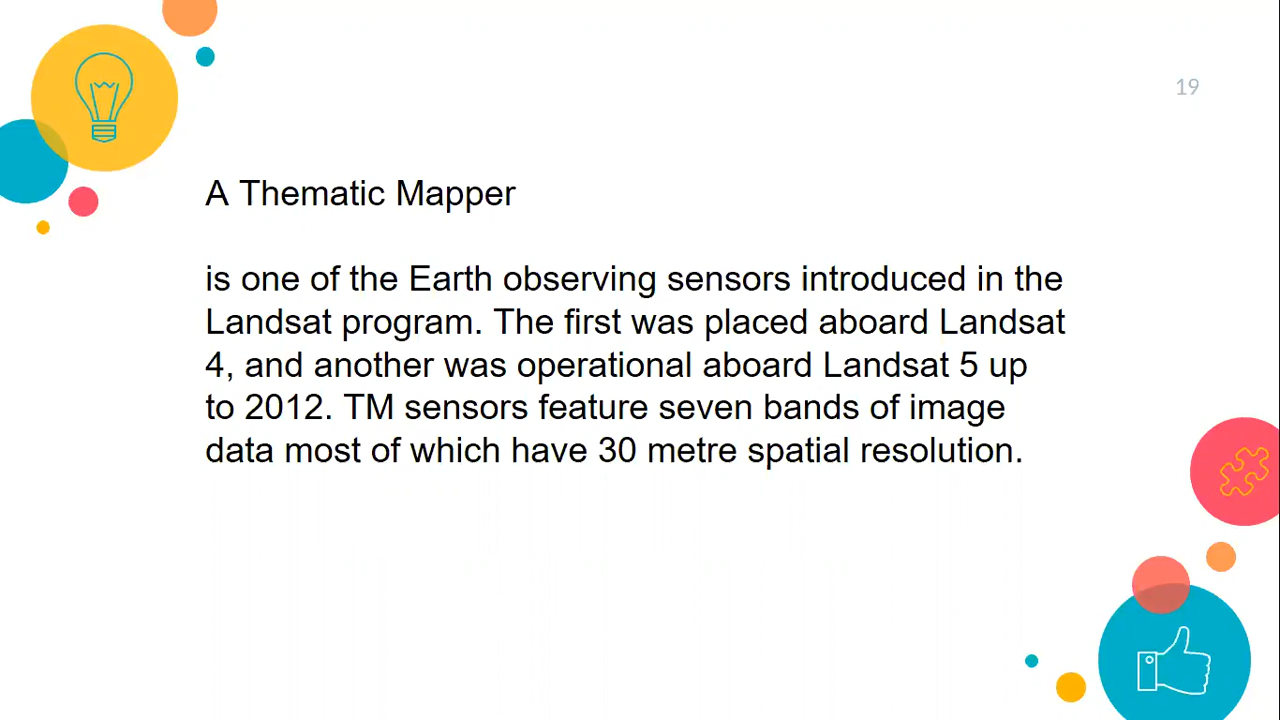 19
A Thematic Mapper
is one of the Earth observing sensors introduced in the
Landsat program. The first was placed aboard Landsat
4, and another was operational aboard Landsat 5 up
to 2012. TM sensors feature seven bands of image
data most of which have 30 metre spatial resolution.